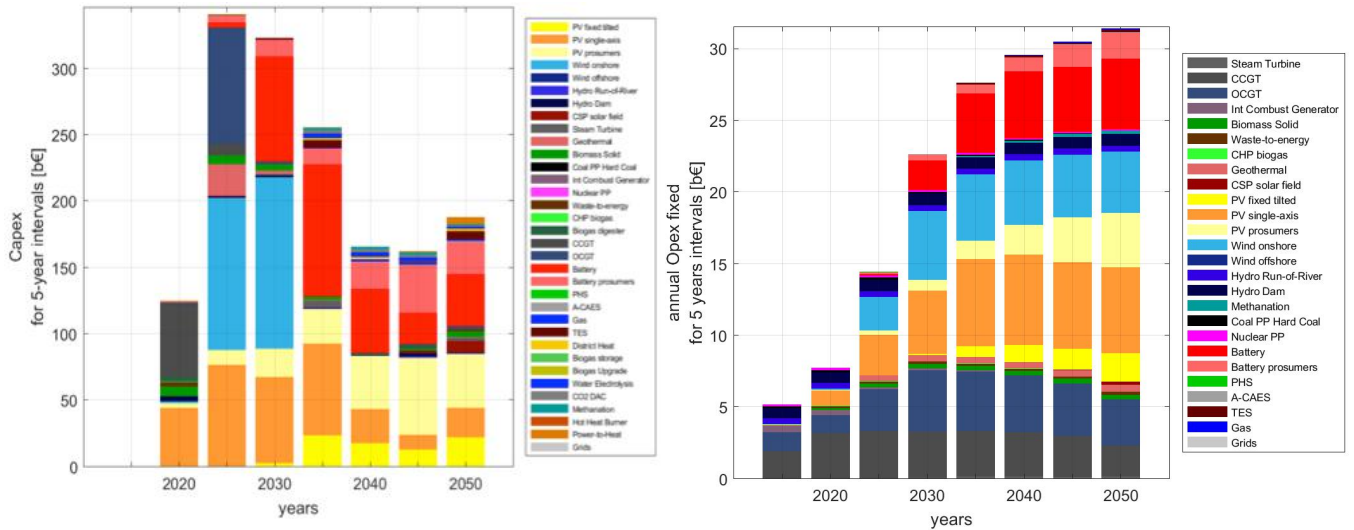 Capex
for 5-year intervals [b€]
300
250
200
150
100
50
0
2020
2030
2040
2050
years
PV fixed tilted
PV single-axis
PV prosumers
Wind onshore
Wind offshore
Hydro Run-of-River
Hydro Dam
CSP solar field
Steam Turbine
Geothermal
Biomass Solid
Coal PP Hard Coal
Int Combust Generator
Nuclear PP
Waste-to-energy
CHP biogas
Biogas digester
CCGT
OCGT
Battery
Battery prosumers
PHS
A-CAES
Gas
TES
District Heat
Biogas storage
Biogas Upgrade
Water Electrolysis
CO2 DAC
Methanation
Hot Heat Burner
Power-to-Heat
Grids
annual Opex fixed
for 5 years intervals [b€]
30
25
20
15
10
5
0
2020
2030
2040
2050
years
Steam Turbine
CCGT
OCGT
Int Combust Generator
Biomass Solid
Waste-to-energy
CHP biogas
Geothermal
CSP solar field
PV fixed tilted
PV single-axis
PV prosumers
Wind onshore
Wind offshore
Hydro Run-of-River
Hydro Dam
Methanation
Coal PP Hard Coal
Nuclear PP
Battery
Battery prosumers
PHS
A-CAES
TES
Gas
Grids